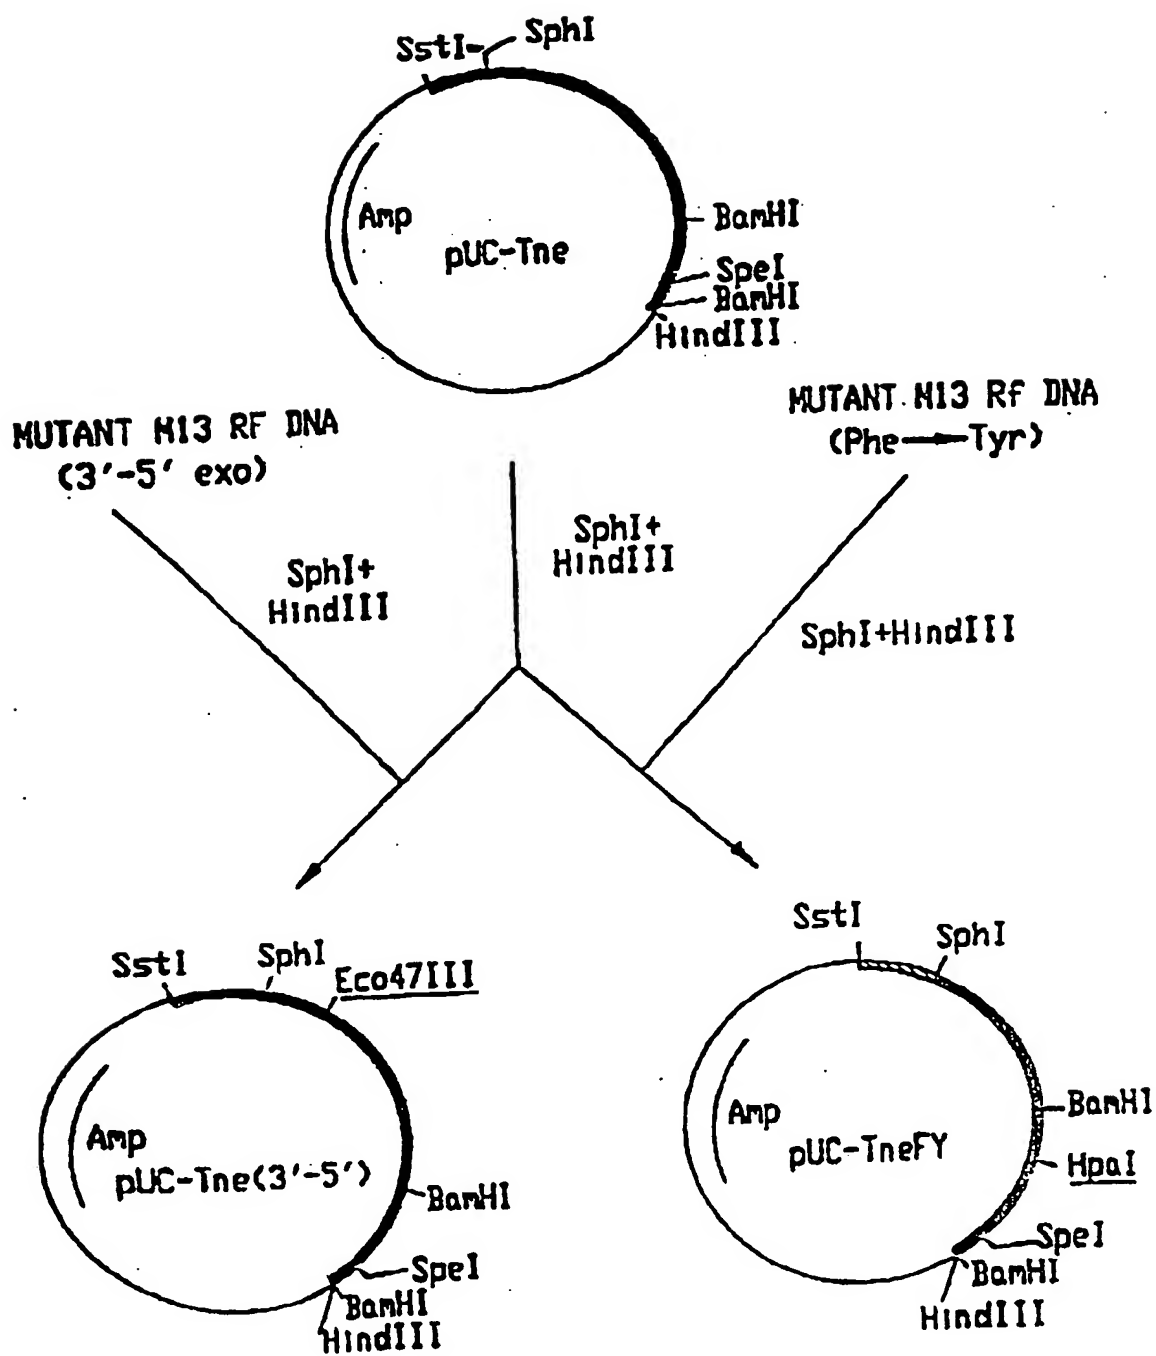 SstI
SphI
Amp
pUC-Tne
BamHI
SpeI
BamHI
HindIII
MUTANT M13 RF DNA
(3'-5' exo)
MUTANT M13 RF DNA
(Phe→Tyr)
SphI+
HindIII
SphI+
HindIII
SphI+HindIII
SstI
SphI
Eco47III
Amp
pUC-Tne(3'-5')
BamHI
SpeI
BamHI
HindIII
SstI
SphI
Amp
pUC-TneFY
BamHI
HpaI
SpeI
BamHI
HindIII